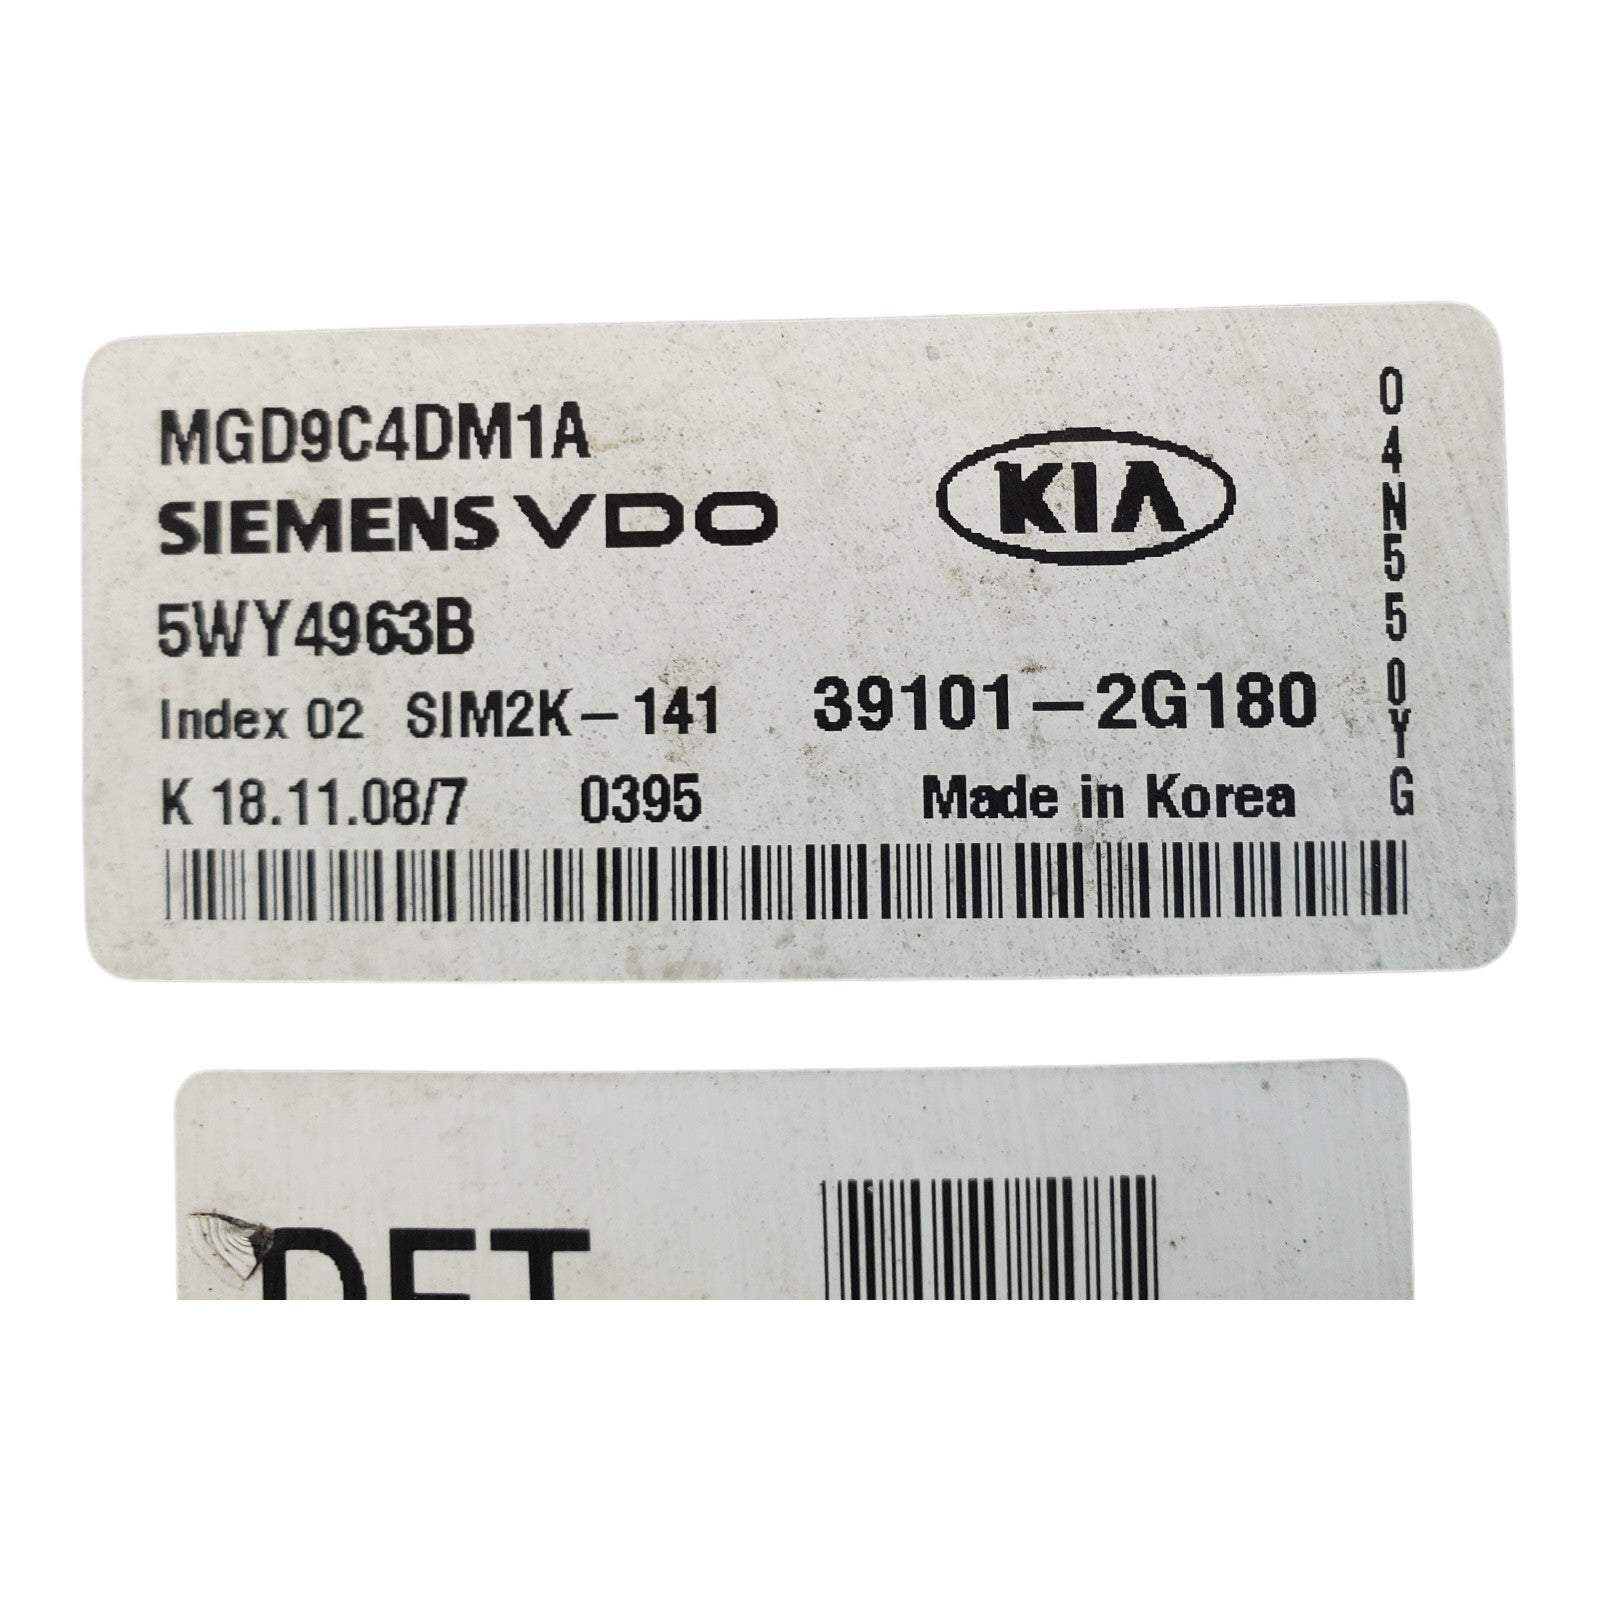 MGD9C4DM1A
SIEMENS VDO
KIA
5WY4963B
Index 02 SIM2K-141 39101-2G180
K 18.11.08/7 0395 Made in Korea
04N550YG
DET